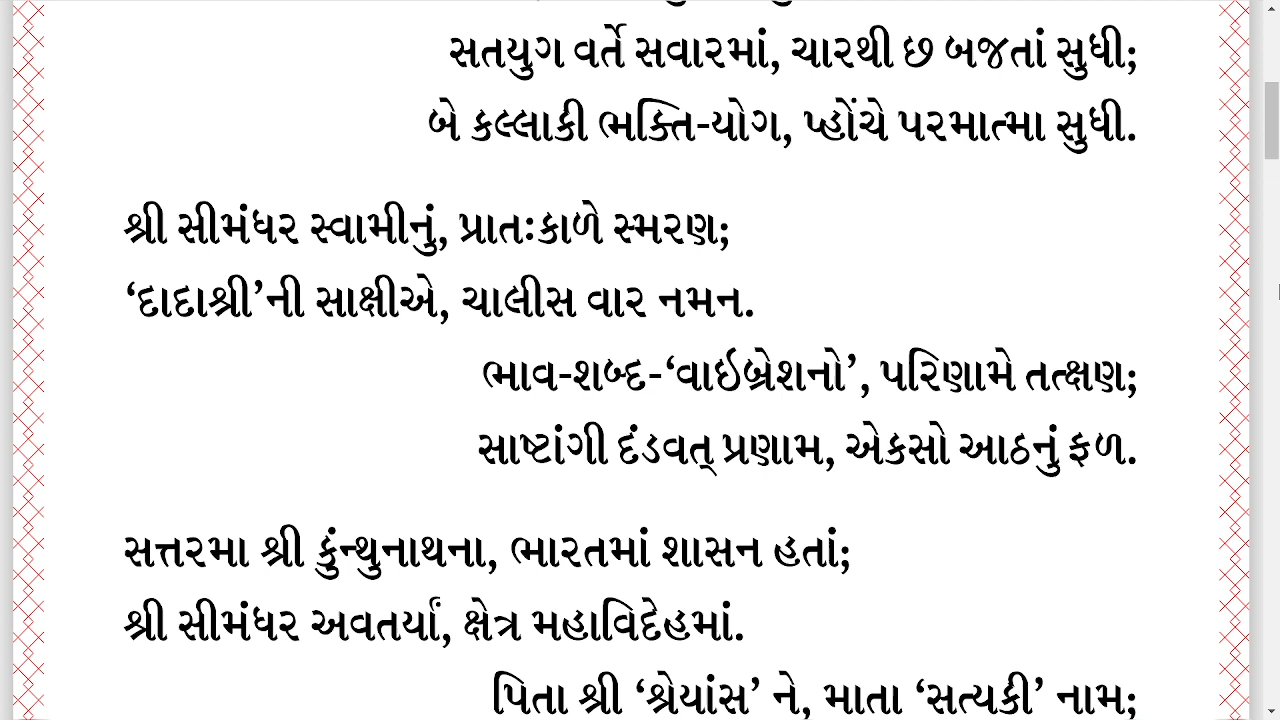 સતયુગ વર્તે સવારમાં, ચારથી છ બજતાં સુધી;
બે કલ્લાકી ભક્તિ-યોગ, પ્હોંચે પરમાત્મા સુધી.
શ્રી સીમંધર સ્વામીનું, પ્રાતઃકાળે સ્મરણ;
‘દાદાશ્રી’ની સાક્ષીએ, ચાલીસ વાર નમન.
ભાવ-શબ્દ-‘વાઇબ્રેશનો’, પરિણામે તત્ક્ષણ;
સાષ્ટાંગી દંડવત્ પ્રણામ, એકસો આઠનું ફળ.
સત્તરમા શ્રી કુંન્થુનાથના, ભારતમાં શાસન હતાં;
શ્રી સીમંધર અવતર્યાં, ક્ષેત્ર મહાવિદેહમાં.
પિતા શ્રી ‘શ્રેયાંસ’ ને, માતા ‘સત્યકી’ નામ;